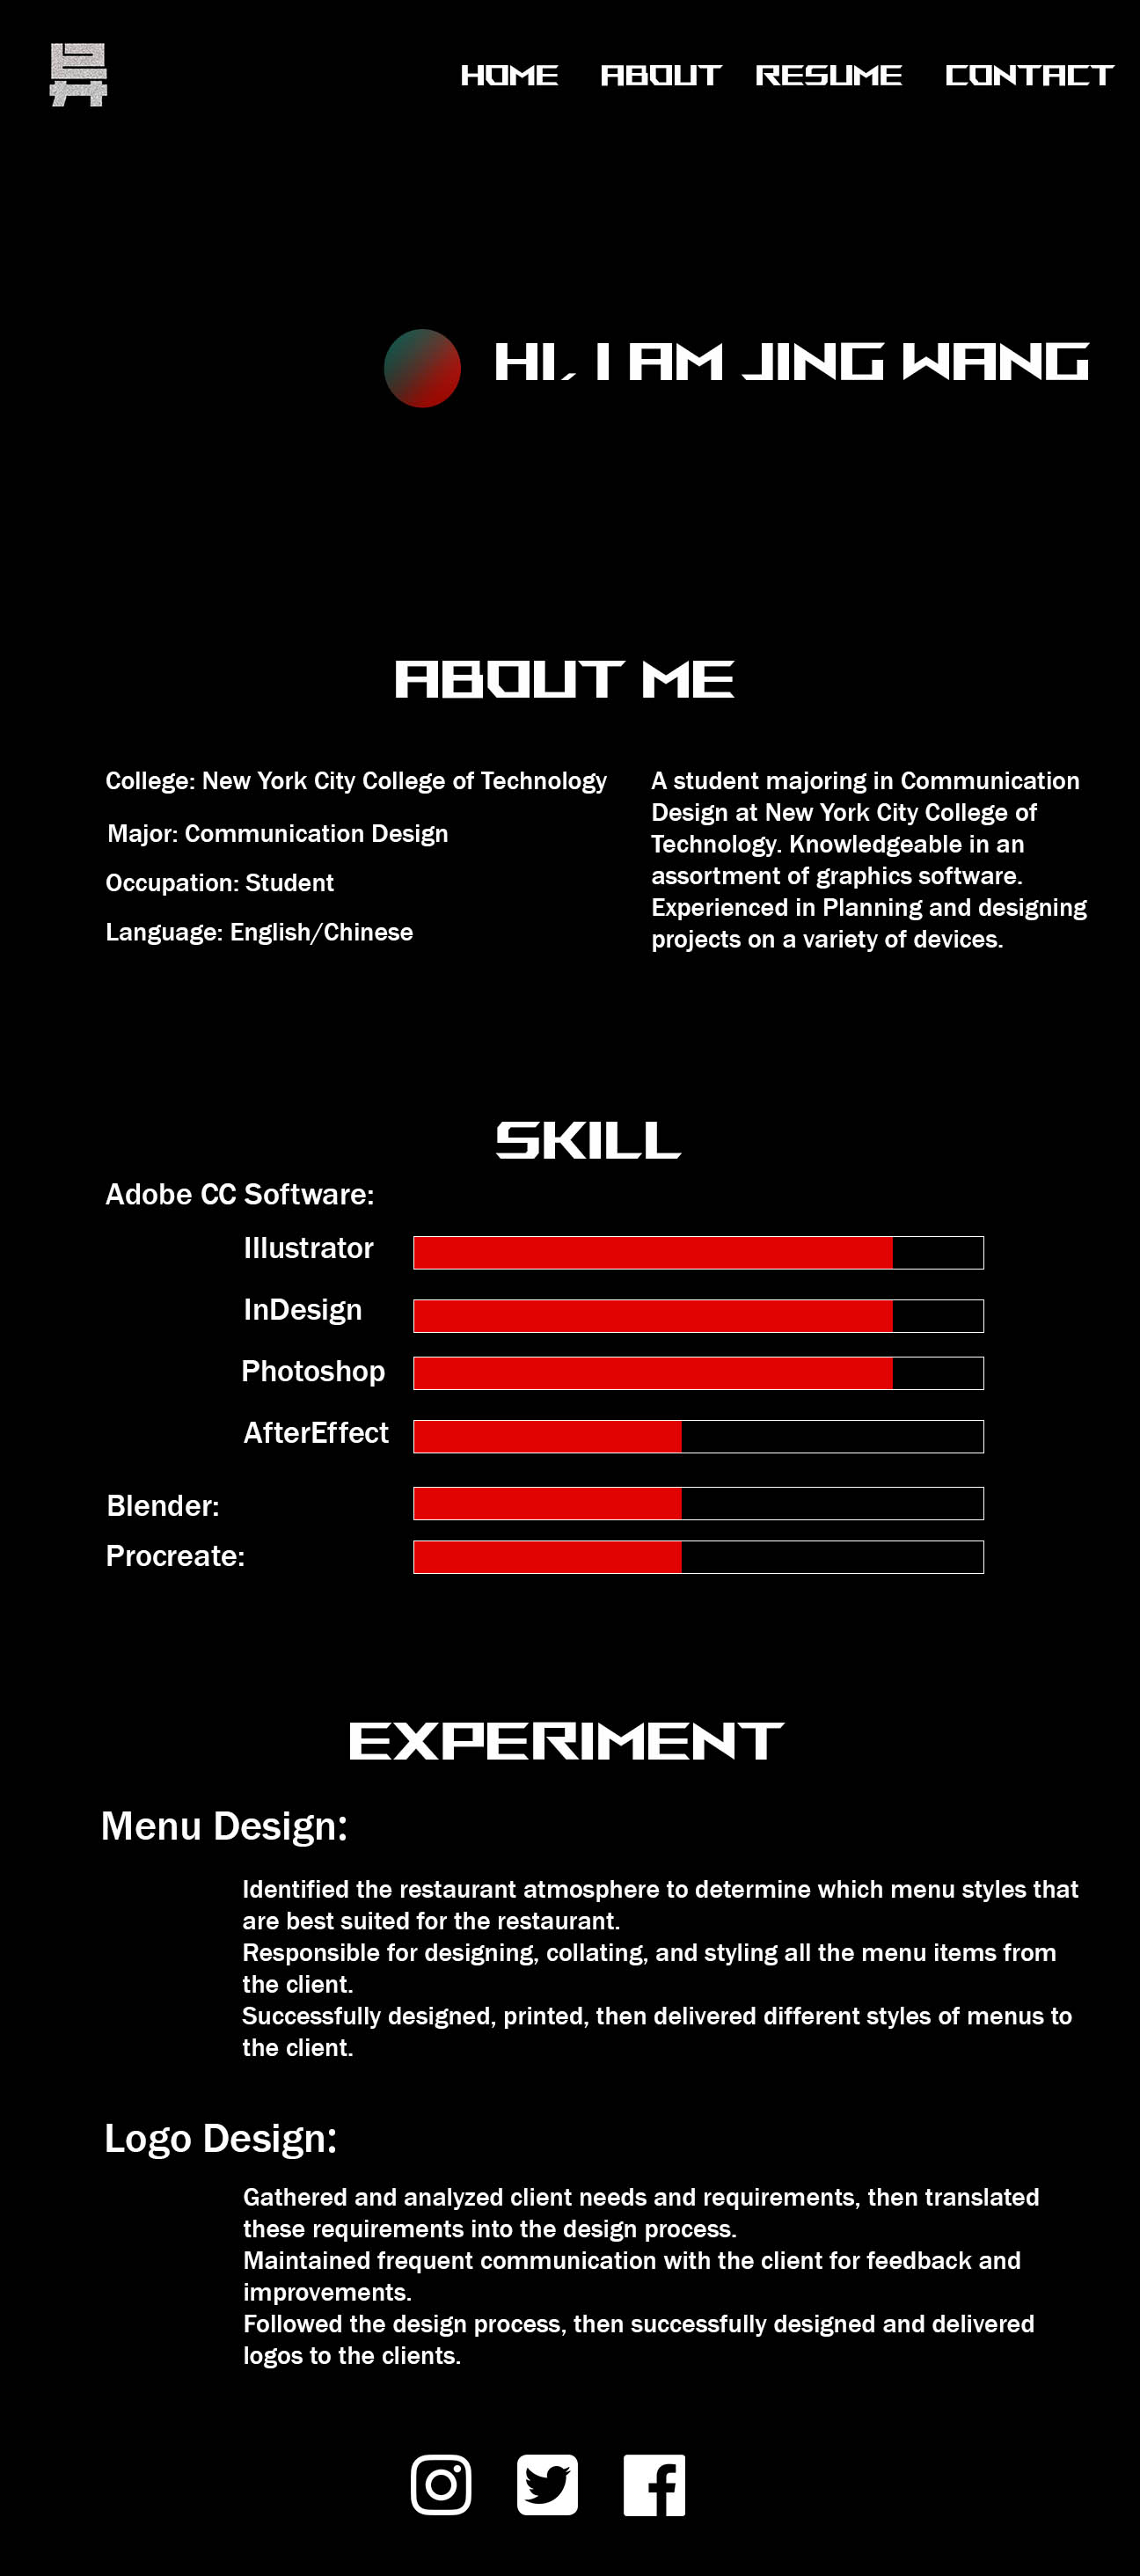 HOME ABOUT RESUME CONTACT
HI, I AM JING WANG
ABOUT ME
College: New York City College of Technology
Major: Communication Design
Occupation: Student
Language: English/Chinese
A student majoring in Communication
Design at New York City College of
Technology. Knowledgeable in an
assortment of graphics software.
Experienced in Planning and designing
projects on a variety of devices.
SKILL
Adobe CC Software:
Illustrator
InDesign
Photoshop
AfterEffect
Blender:
Procreate:
EXPERIMENT
Menu Design:
Identified the restaurant atmosphere to determine which menu styles that
are best suited for the restaurant.
Responsible for designing, collating, and styling all the menu items from
the client.
Successfully designed, printed, then delivered different styles of menus to
the client.
Logo Design:
Gathered and analyzed client needs and requirements, then translated
these requirements into the design process.
Maintained frequent communication with the client for feedback and
improvements.
Followed the design process, then successfully designed and delivered
logos to the clients.